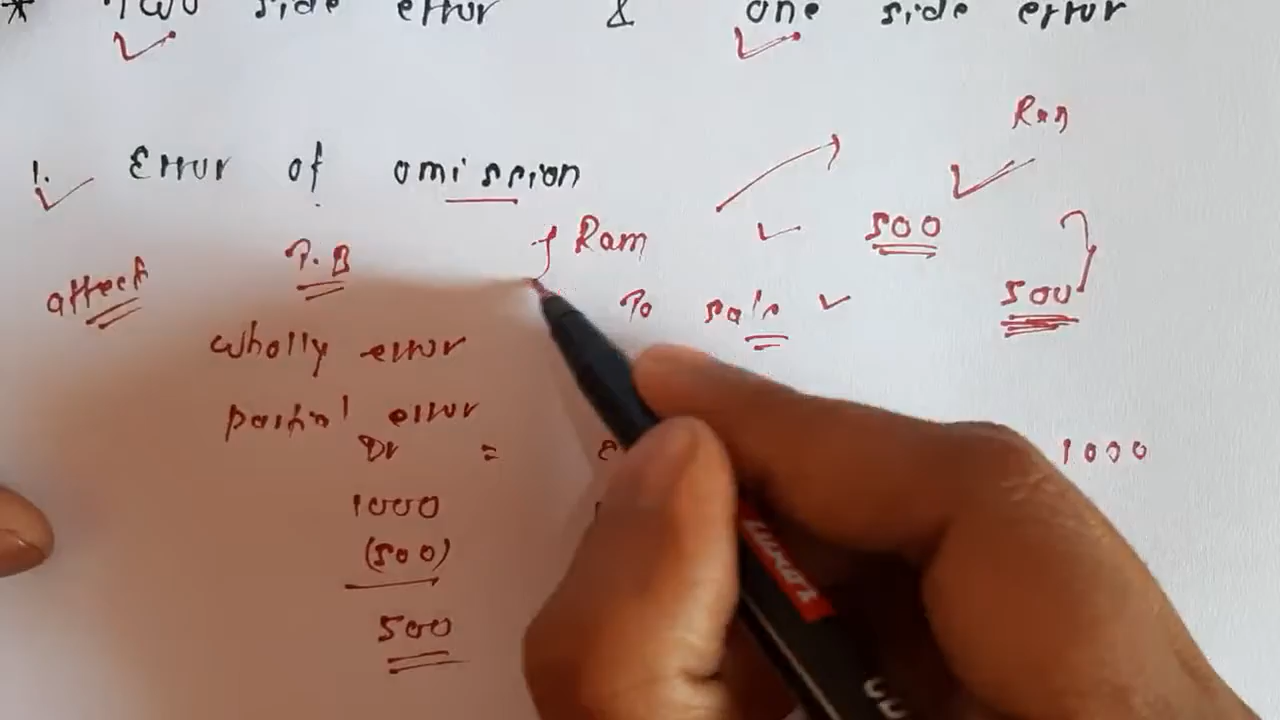 * Two side error & one side error
Ram
1. Error of omission
Ram 500
affect T.B
To sale 500
wholly error
partial error
Dr =
1000
1000
(500)
500
LUXOR